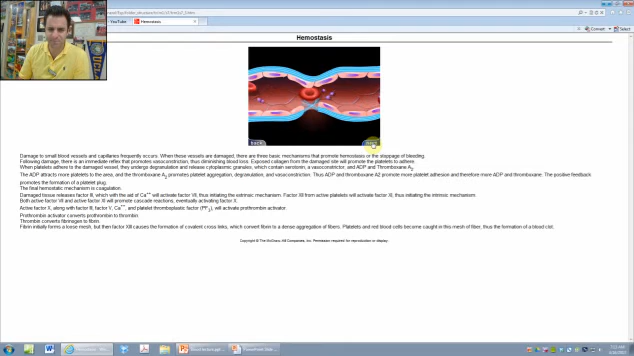 YouTube
Hemostasis
Convert
Select
Hemostasis
back
next
Damage to small blood vessels and capillaries frequently occurs. When these vessels are damaged, there are three basic mechanisms that promote hemostasis or the stoppage of bleeding.
Following damage, there is an immediate reflex that promotes vasoconstriction, thus diminishing blood loss. Exposed collagen from the damaged site will promote the platelets to adhere.
When platelets adhere to the damaged vessel, they undergo degranulation and release cytoplasmic granules, which contain serotonin, a vasoconstrictor, and ADP and Thromboxane A2.
The ADP attracts more platelets to the area, and the thromboxane A2 promotes platelet aggregation, degranulation, and vasoconstriction. Thus ADP and thromboxane A2 promote more platelet adhesion and therefore more ADP and thromboxane. The positive feedback
promotes the formation of a platelet plug.
The final hemostatic mechanism is coagulation.
Damaged tissue releases factor III, which with the aid of Ca++ will activate factor VII, thus initiating the extrinsic mechanism. Factor XII from active platelets will activate factor XI, thus initiating the intrinsic mechanism.
Both active factor VII and active factor XI will promote cascade reactions, eventually activating factor X.
Active factor X, along with factor III, factor V, Ca++, and platelet thromboplastic factor (PF3), will activate prothrombin activator.
Prothrombin activator converts prothrombin to thrombin.
Thrombin converts fibrinogen to fibrin.
Fibrin initially forms a loose mesh, but then factor XIII causes the formation of covalent cross links, which convert fibrin to a dense aggregation of fibers. Platelets and red blood cells become caught in this mesh of fiber, thus the formation of a blood clot.
Copyright © The McGraw-Hill Companies, Inc. Permission required for reproduction or display.
UCLA